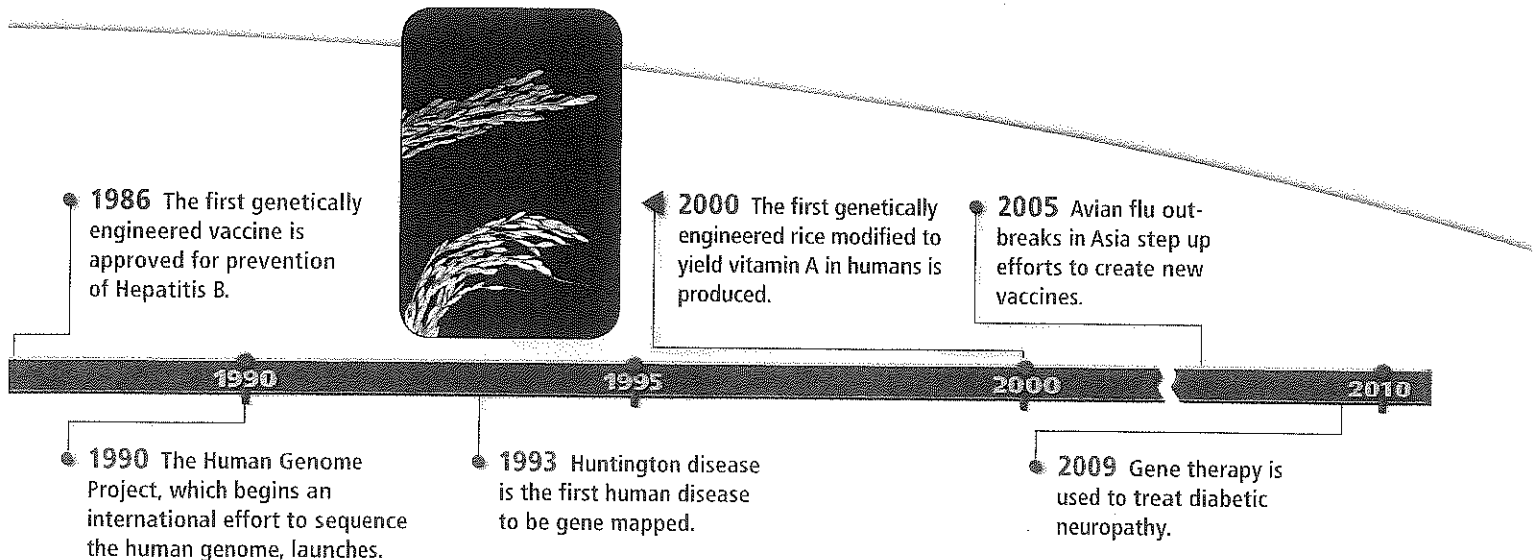 1986 The first genetically
engineered vaccine is
approved for prevention
of Hepatitis B.
2000 The first genetically
engineered rice modified to
yield vitamin A in humans is
produced.
2005 Avian flu out-
breaks in Asia step up
efforts to create new
vaccines.
1990
1995
2000
2010
1990 The Human Genome
Project, which begins an
international effort to sequence
the human genome, launches.
1993 Huntington disease
is the first human disease
to be gene mapped.
2009 Gene therapy is
used to treat diabetic
neuropathy.